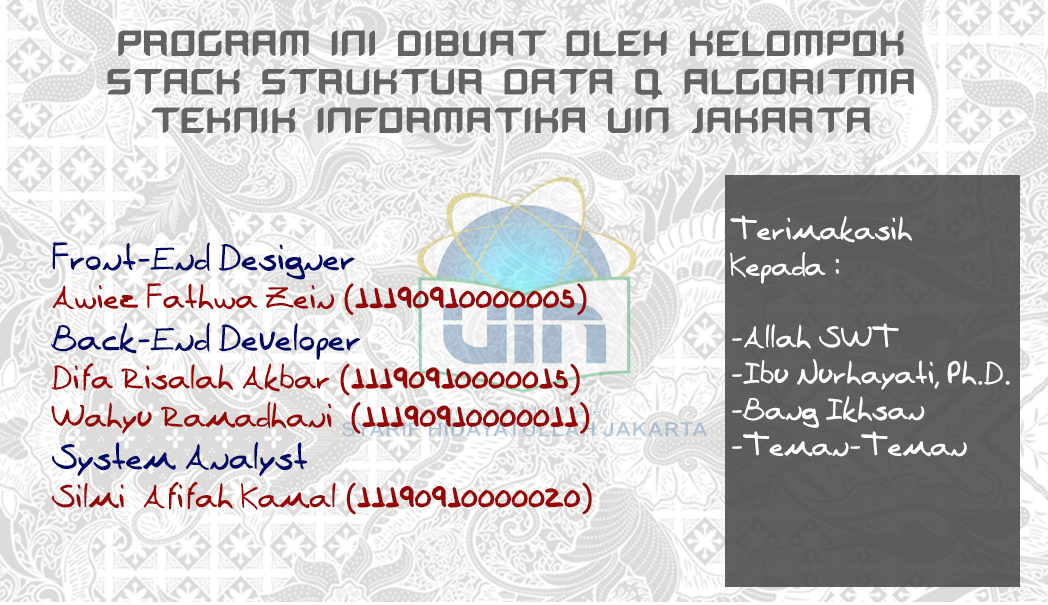 PROGRAM INI DIBUAT OLEH KELOMPOK
STACK STRUKTUR DATA & ALGORITMA
TEKNIK INFORMATIKA UIN JAKARTA
Front-End Designer
Awiez Fathwa Zein (11190910000005)
Back-End Developer
Difa Risalah Akbar (11190910000015)
Wahyu Ramadhani (11190910000011)
System Analyst
Silmi Afifah Kamal (11190910000020)
Terimakasih
Kepada :
-Allah SWT
-Ibu Nurhayati, Ph.D.
-Bang Ikhsan
-Teman-Teman
uin
SYARIF HIDAYATULLAH JAKARTA